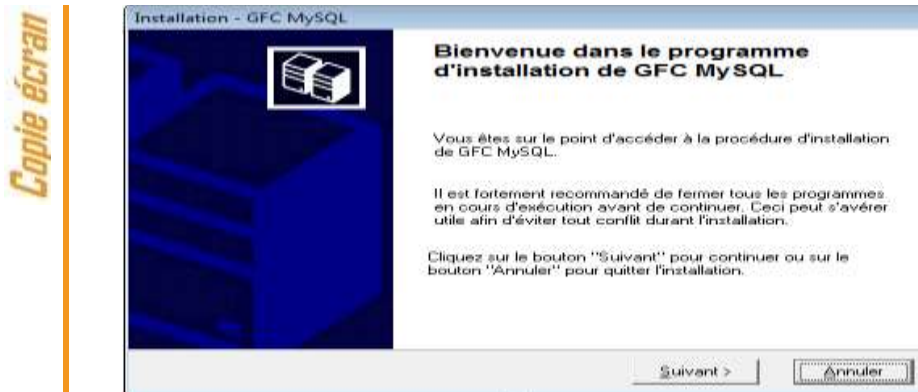 Copie écran
Installation - GFC MySQL
Bienvenue dans le programme
d'installation de GFC MySQL
Vous êtes sur le point d'accéder à la procédure d'installation
de GFC MySQL.
Il est fortement recommandé de fermer tous les programmes
en cours d'exécution avant de continuer. Ceci peut s'avérer
utile afin d'éviter tout conflit durant l'installation.
Cliquez sur le bouton "Suivant" pour continuer ou sur le
bouton "Annuler" pour quitter l'installation.
Suivant >
Annuler